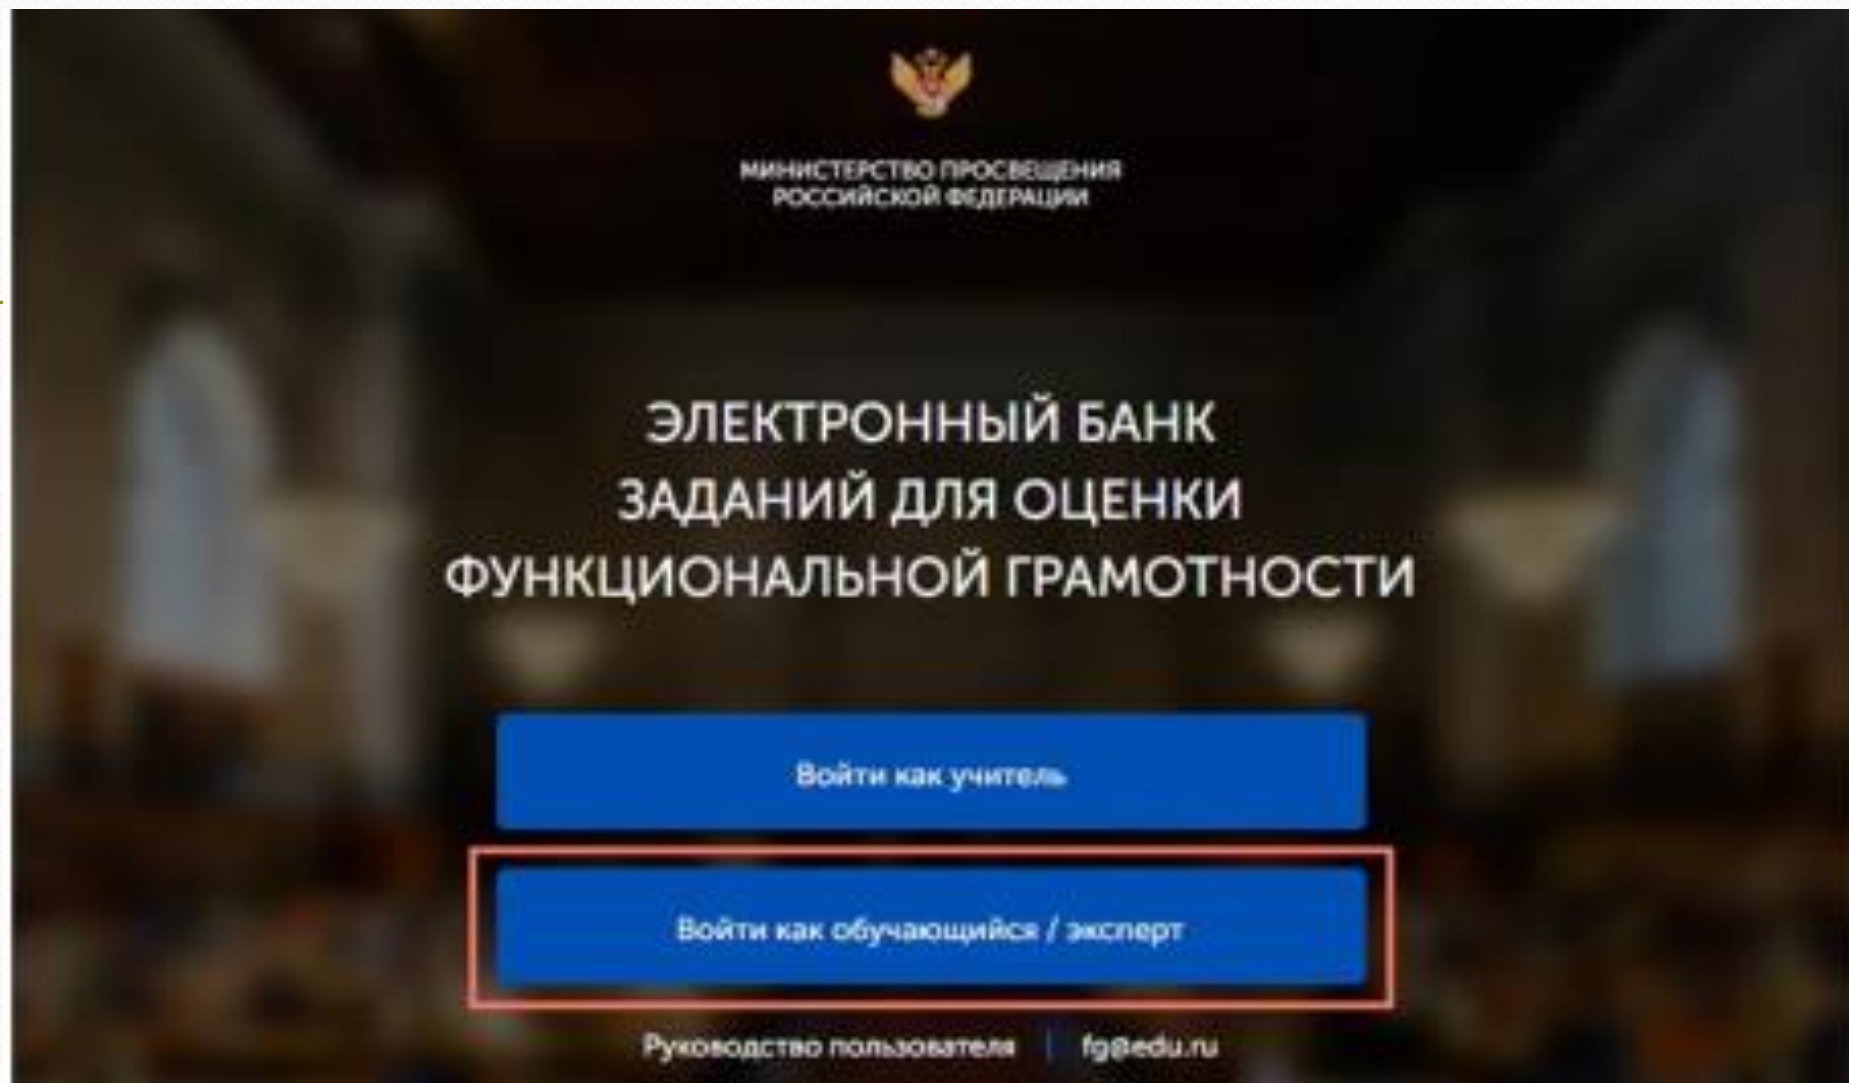 МИНИСТЕРСТВО ПРОСВЕЩЕНИЯ
РОССИЙСКОЙ ФЕДЕРАЦИИ
ЭЛЕКТРОННЫЙ БАНК
ЗАДАНИЙ ДЛЯ ОЦЕНКИ
ФУНКЦИОНАЛЬНОЙ ГРАМОТНОСТИ
Войти как учитель
Войти как обучающийся / эксперт
Руководство пользователя | fg@edu.ru